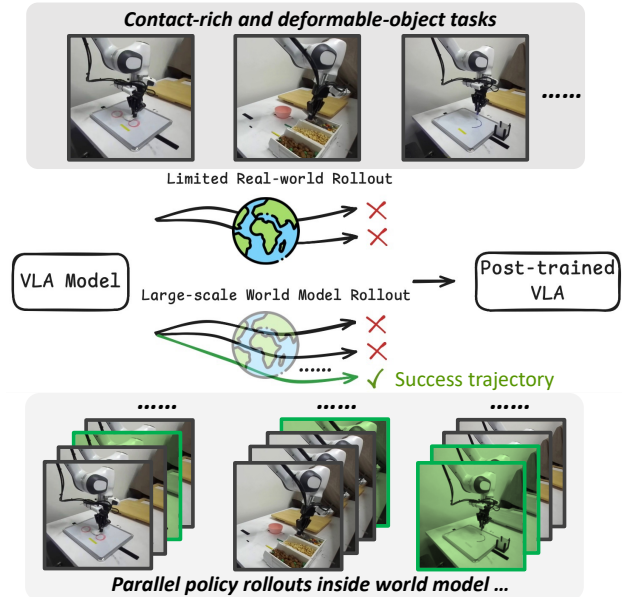 Contact-rich and deformable-object tasks
......
Limited Real-world Rollout
VLA Model
Large-scale World Model Rollout
......
Success trajectory
Post-trained
VLA
......
......
......
Parallel policy rollouts inside world model ...